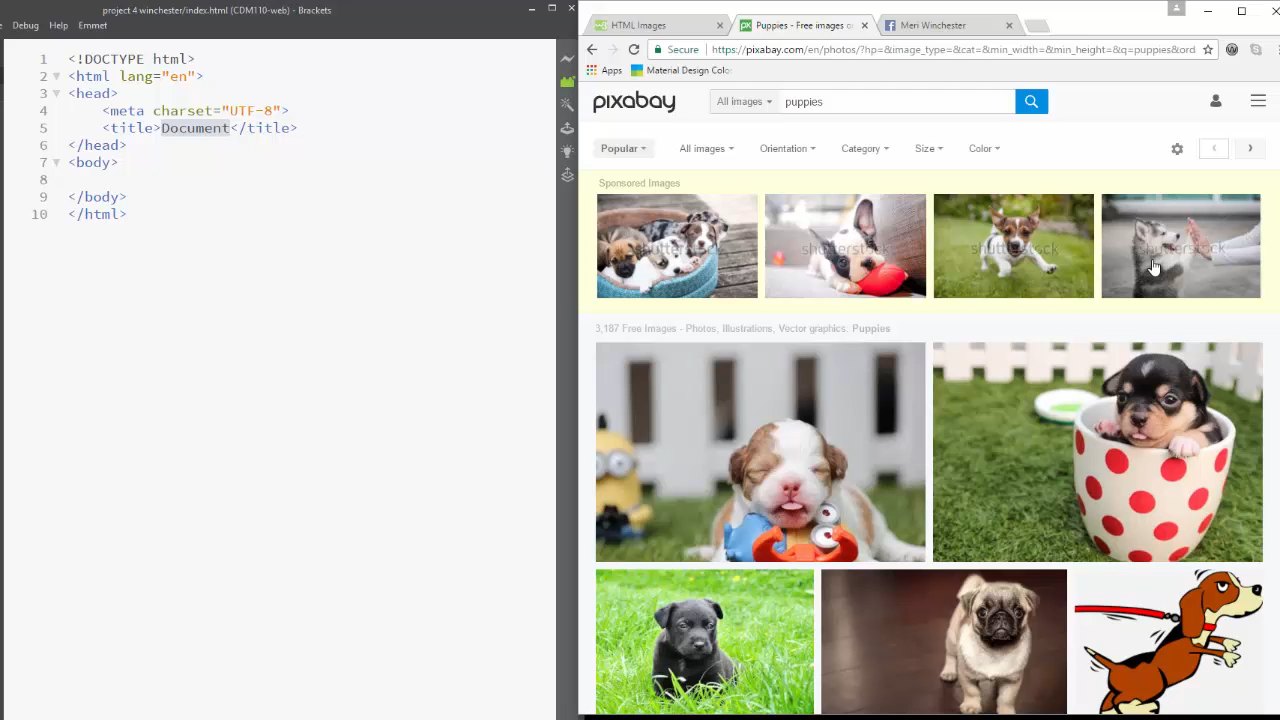 project 4 winchester/index.html (CDM110-web) - Brackets
Debug Help Emmet
1 <!DOCTYPE html>
2 <html lang="en">
3 <head>
4 <meta charset="UTF-8">
5 <title>Document</title>
6 </head>
7 <body>
8
9 </body>
10 </html>
HTML Images
Puppies - Free images o
Meri Winchester
Secure https://pixabay.com/en/photos/?hp=&image_type=&cat=&min_width=&min_height=&q=puppies&ord
Apps Material Design Colo
pixabay All images puppies
Popular All images Orientation Category Size Color
Sponsored Images
shutterstock shutterstock shutterstock shutterstock
3,187 Free Images - Photos, Illustrations, Vector graphics: Puppies